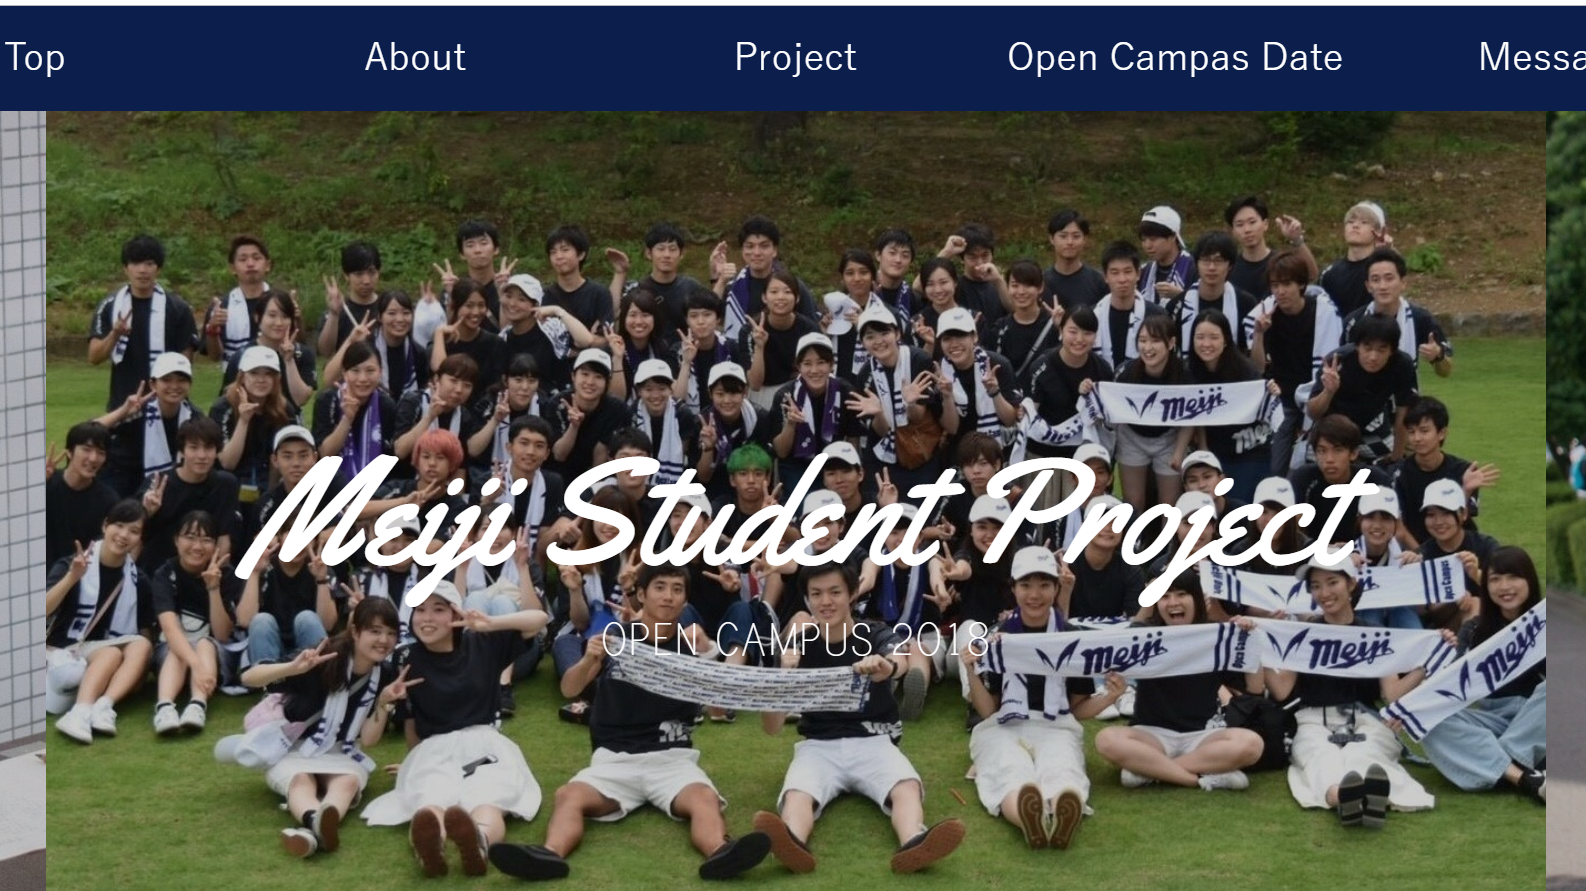 Top
About
Project
Open Campas Date
Messa
Meiji Student Project
OPEN CAMPUS 2018
Meiji
Meiji
Meiji
Meiji